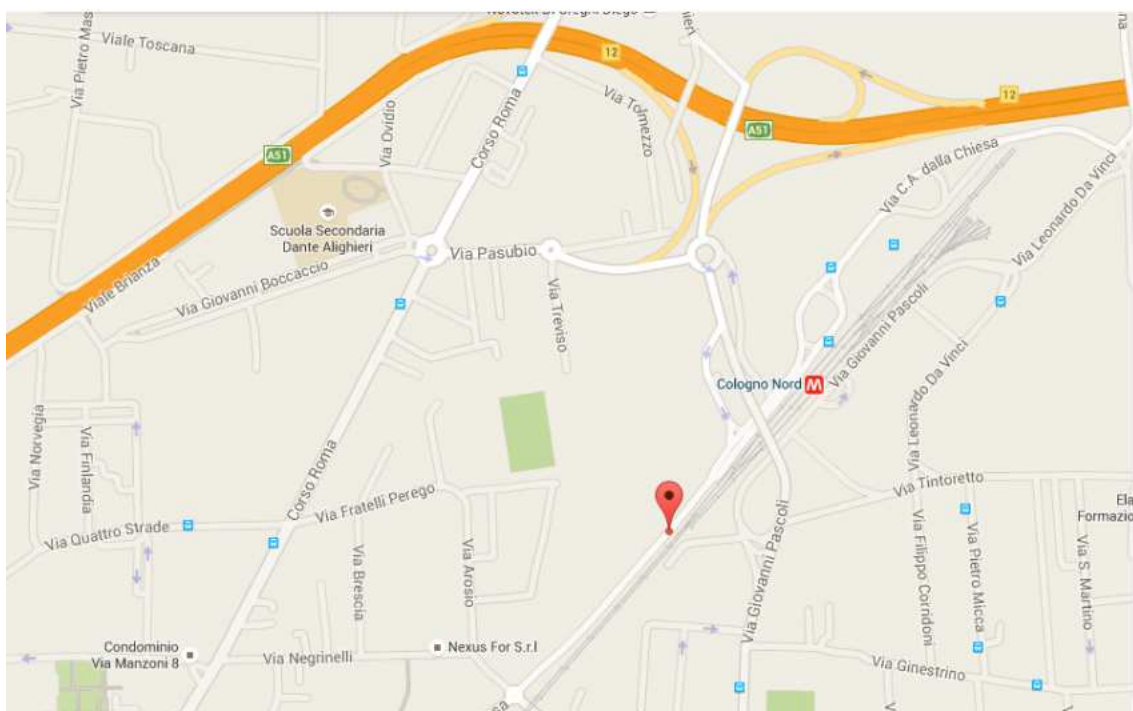 Viale Toscana
Via Pietro Mas
12
A51
Via Ovidio
Corso Roma
Via Tolmezzo
A51
12
Via C.A. dalla Chiesa
Via Leonardo Da Vinci
Scuola Secondaria
Dante Alighieri
Via Pasubio
Viale Brianza
Via Giovanni Boccaccio
Via Treviso
Via Giovanni Pascoli
Cologno Nord
M
Via Leonardo Da Vinci
Via Norvegia
Via Finlandia
Corso Roma
Via Fratelli Perego
Via Quattro Strade
Via Tintoretto
Ela
Formazio
Via Brescia
Via Arosio
Via Giovanni Pascoli
Via Filippo Corridoni
Via Pietro Micca
Via S. Martino
Condominio
Via Manzoni 8
Via Negrinelli
Nexus For S.r.l
Via Ginestrino